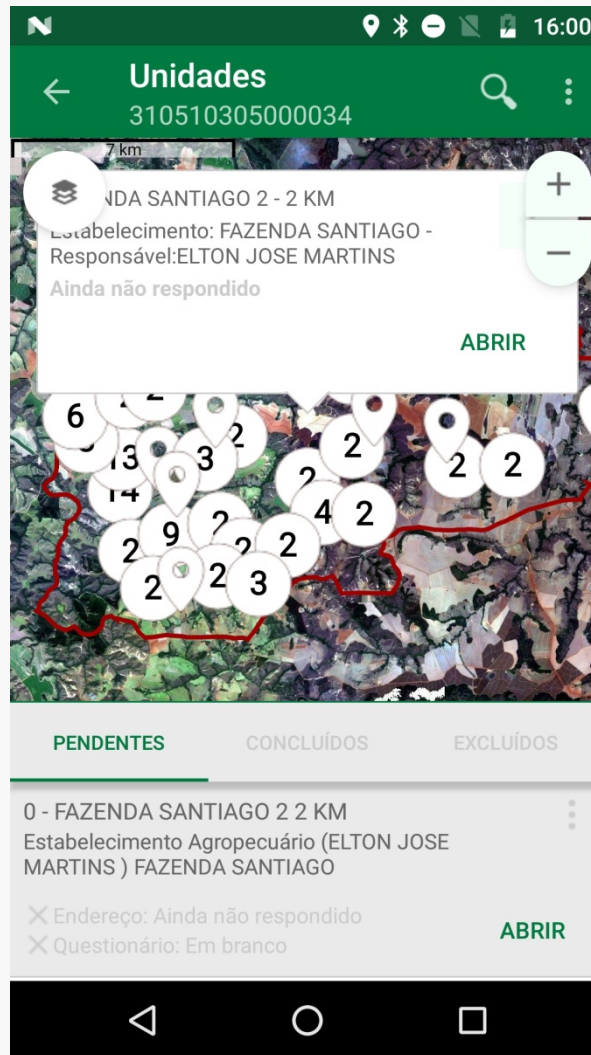 16:00
Unidades
310510305000034
7 km
NDA SANTIAGO 2 - 2 KM
Estabelecimento: FAZENDA SANTIAGO -
Responsável:ELTON JOSE MARTINS
Ainda não respondido
ABRIR
6
2
2
2
3
13
14
2
2
2
2
2
4
2
9
2
2
2
2
2
2
3
PENDENTES
CONCLUÍDOS
EXCLUÍDOS
0 - FAZENDA SANTIAGO 2 2 KM
Estabelecimento Agropecuário (ELTON JOSE
MARTINS ) FAZENDA SANTIAGO
Endereço: Ainda não respondido
Questionário: Em branco
ABRIR